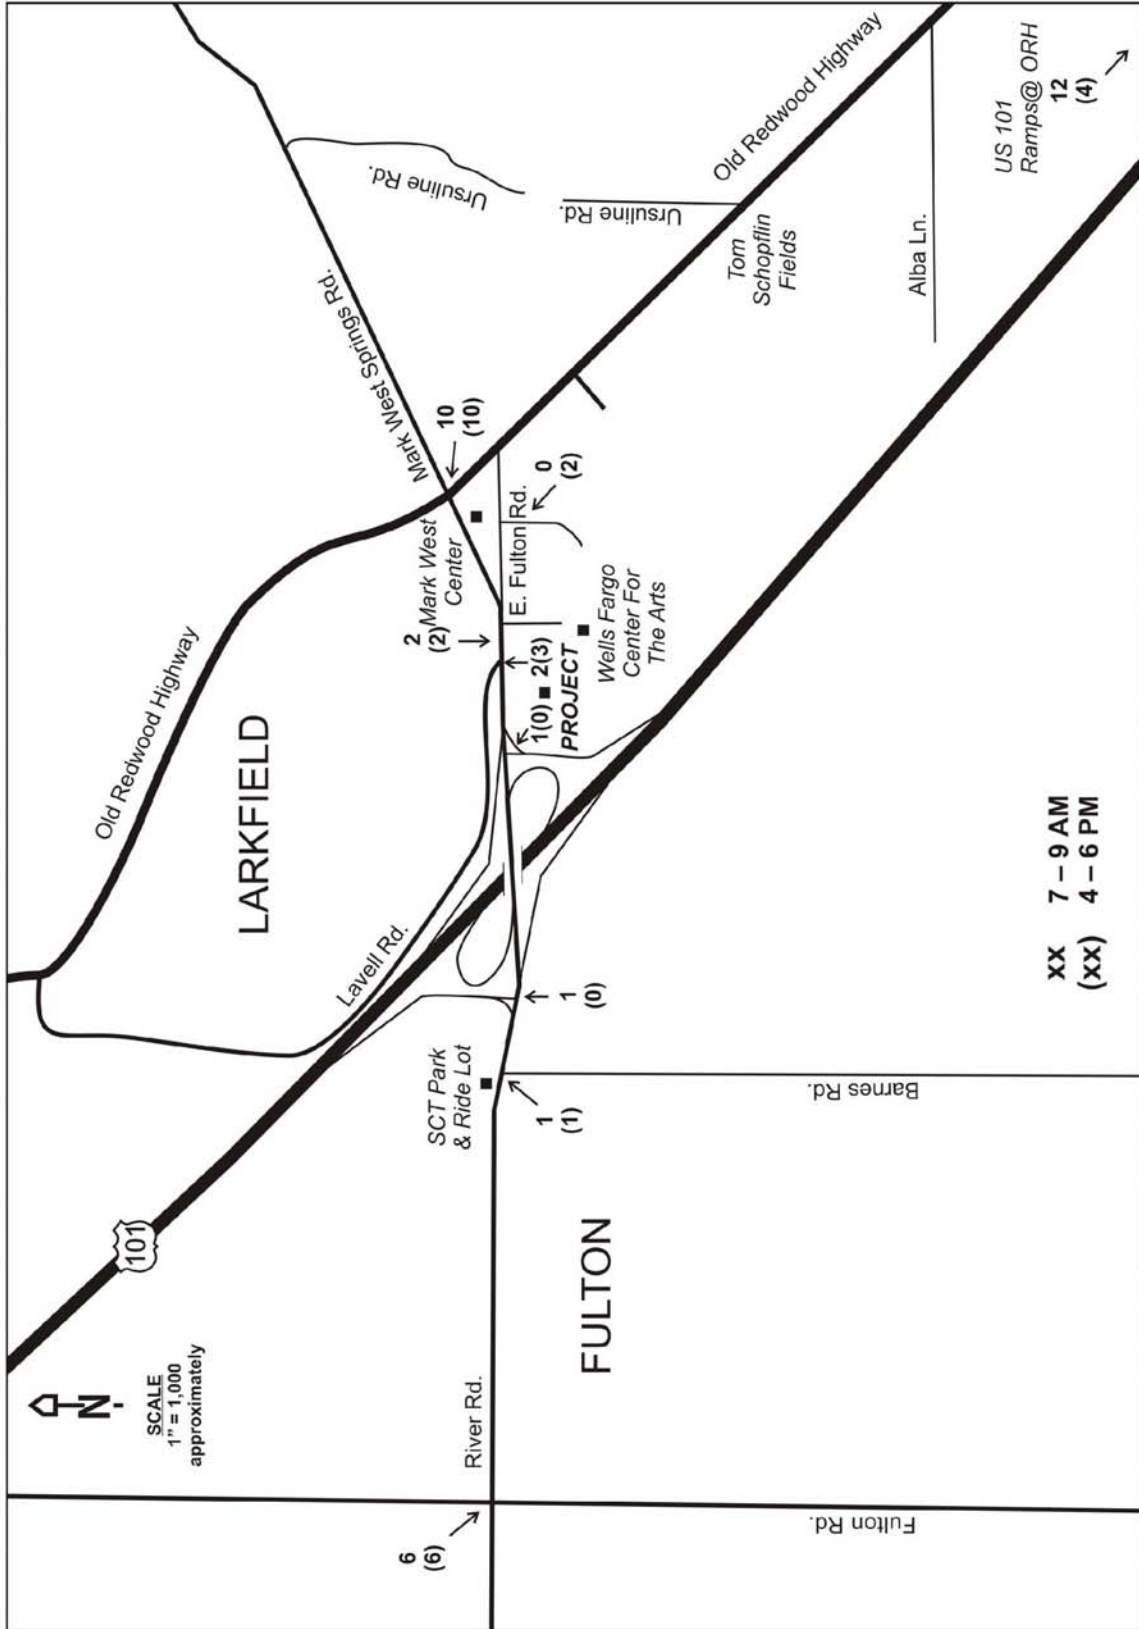 101
N
SCALE
1" = 1,000
approximately
Old Redwood Highway
LARKFIELD
Lavell Rd.
SCT Park
& Ride Lot
River Rd.
6
(6)
Fulton Rd.
FULTON
1
(1)
Barnes Rd.
1
(0)
2
(2)
Mark West
Center
Mark West Springs Rd.
10
(10)
Ursuline Rd.
Ursuline Rd.
Old Redwood Highway
E. Fulton Rd.
0
(2)
1(0)
2(3)
PROJECT
Wells Fargo
Center For
The Arts
Tom
Schopflin
Fields
Alba Ln.
US 101
Ramps@ ORH
12
(4)
XX 7 – 9 AM
(XX) 4 – 6 PM